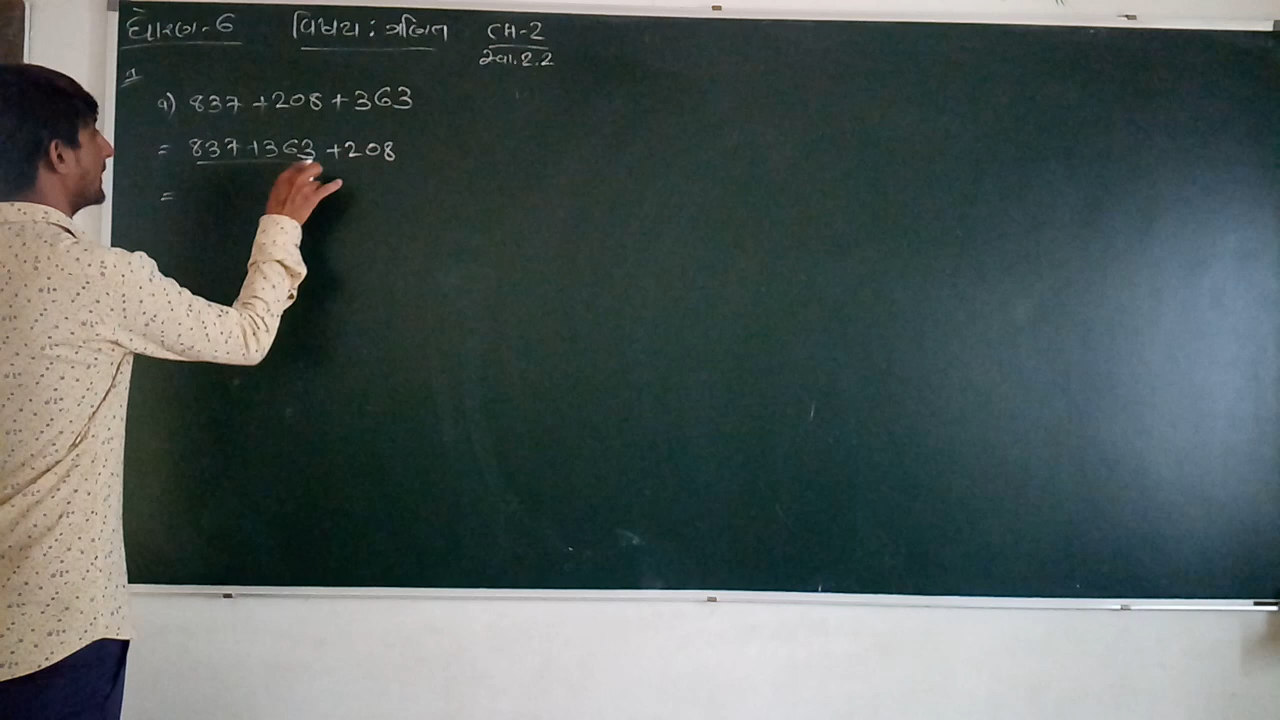 ધોરણ-6 વિષય : ગણિત CH-2
સ્વા.2.2
1
a) 837 + 208 + 363
= 837 + 363 + 208
=